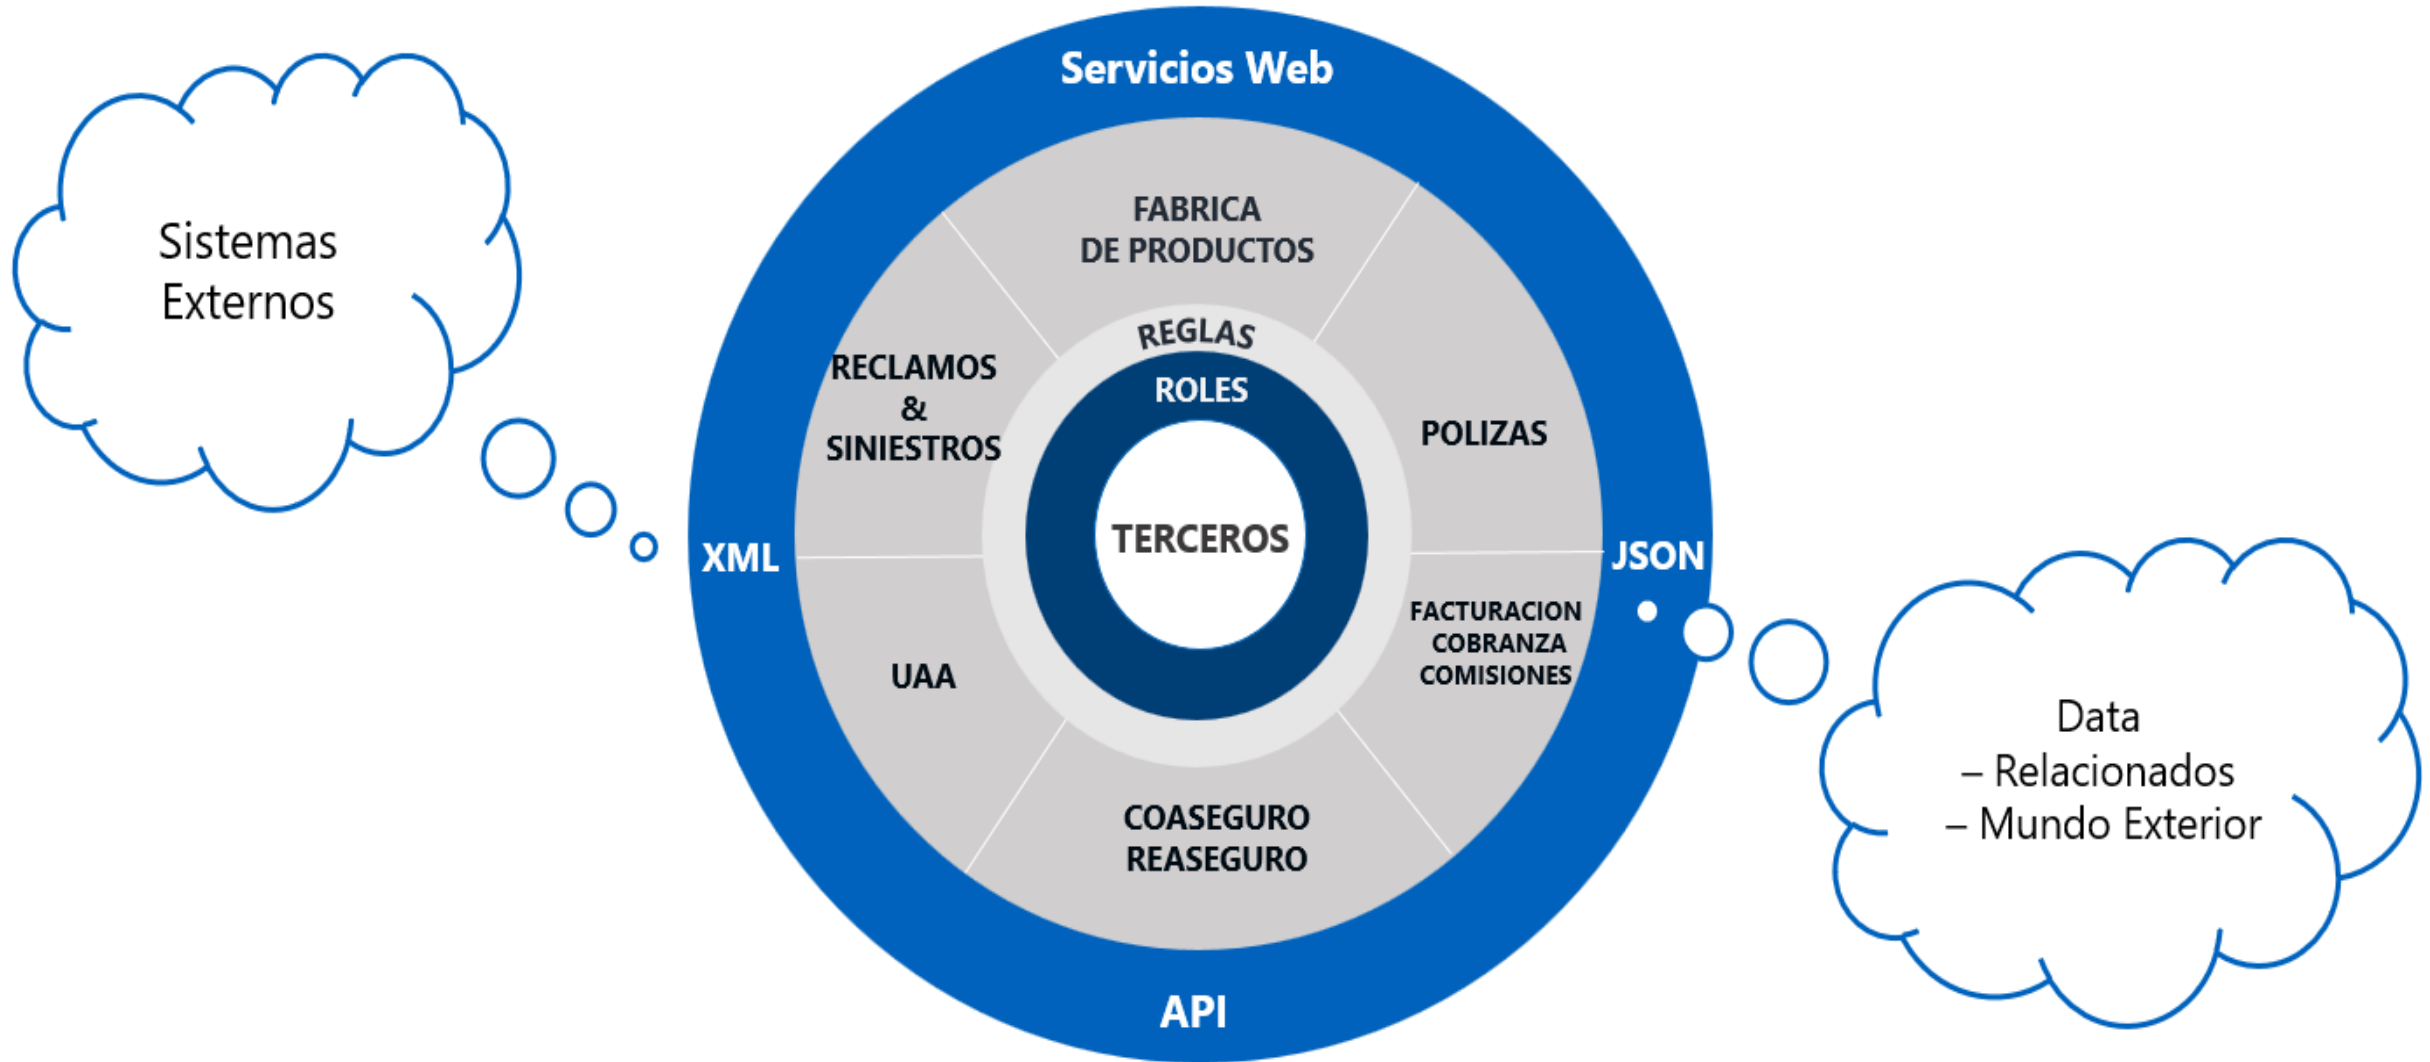 Servicios Web
Sistemas
Externos
FABRICA
DE PRODUCTOS
REGLAS
ROLES
RECLAMOS
&
SINIESTROS
POLIZAS
TERCEROS
XML
JSON
FACTURACION
COBRANZA
COMISIONES
UAA
COASEGURO
REASEGURO
API
Data
– Relacionados
– Mundo Exterior